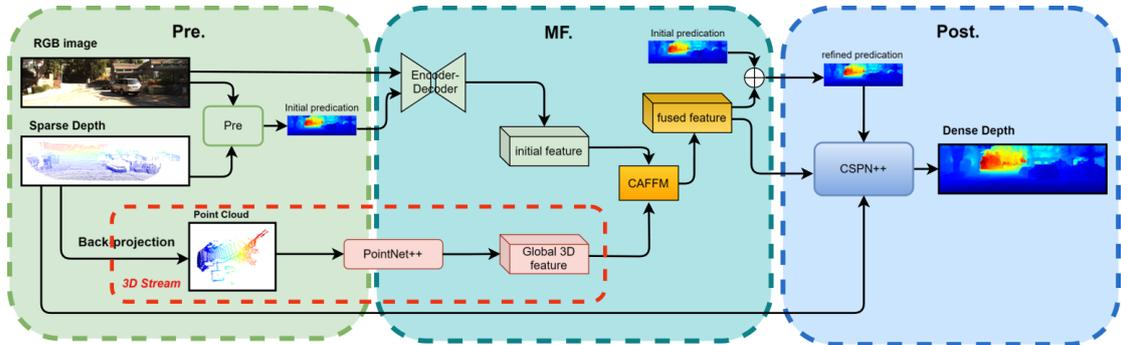 Pre.
MF.
Post.
RGB image
Sparse Depth
Pre
Initial predication
Encoder-
Decoder
initial feature
Initial predication
fused feature
CAFFM
refined predication
CSPN++
Dense Depth
Back projection
Point Cloud
3D Stream
PointNet++
Global 3D
feature